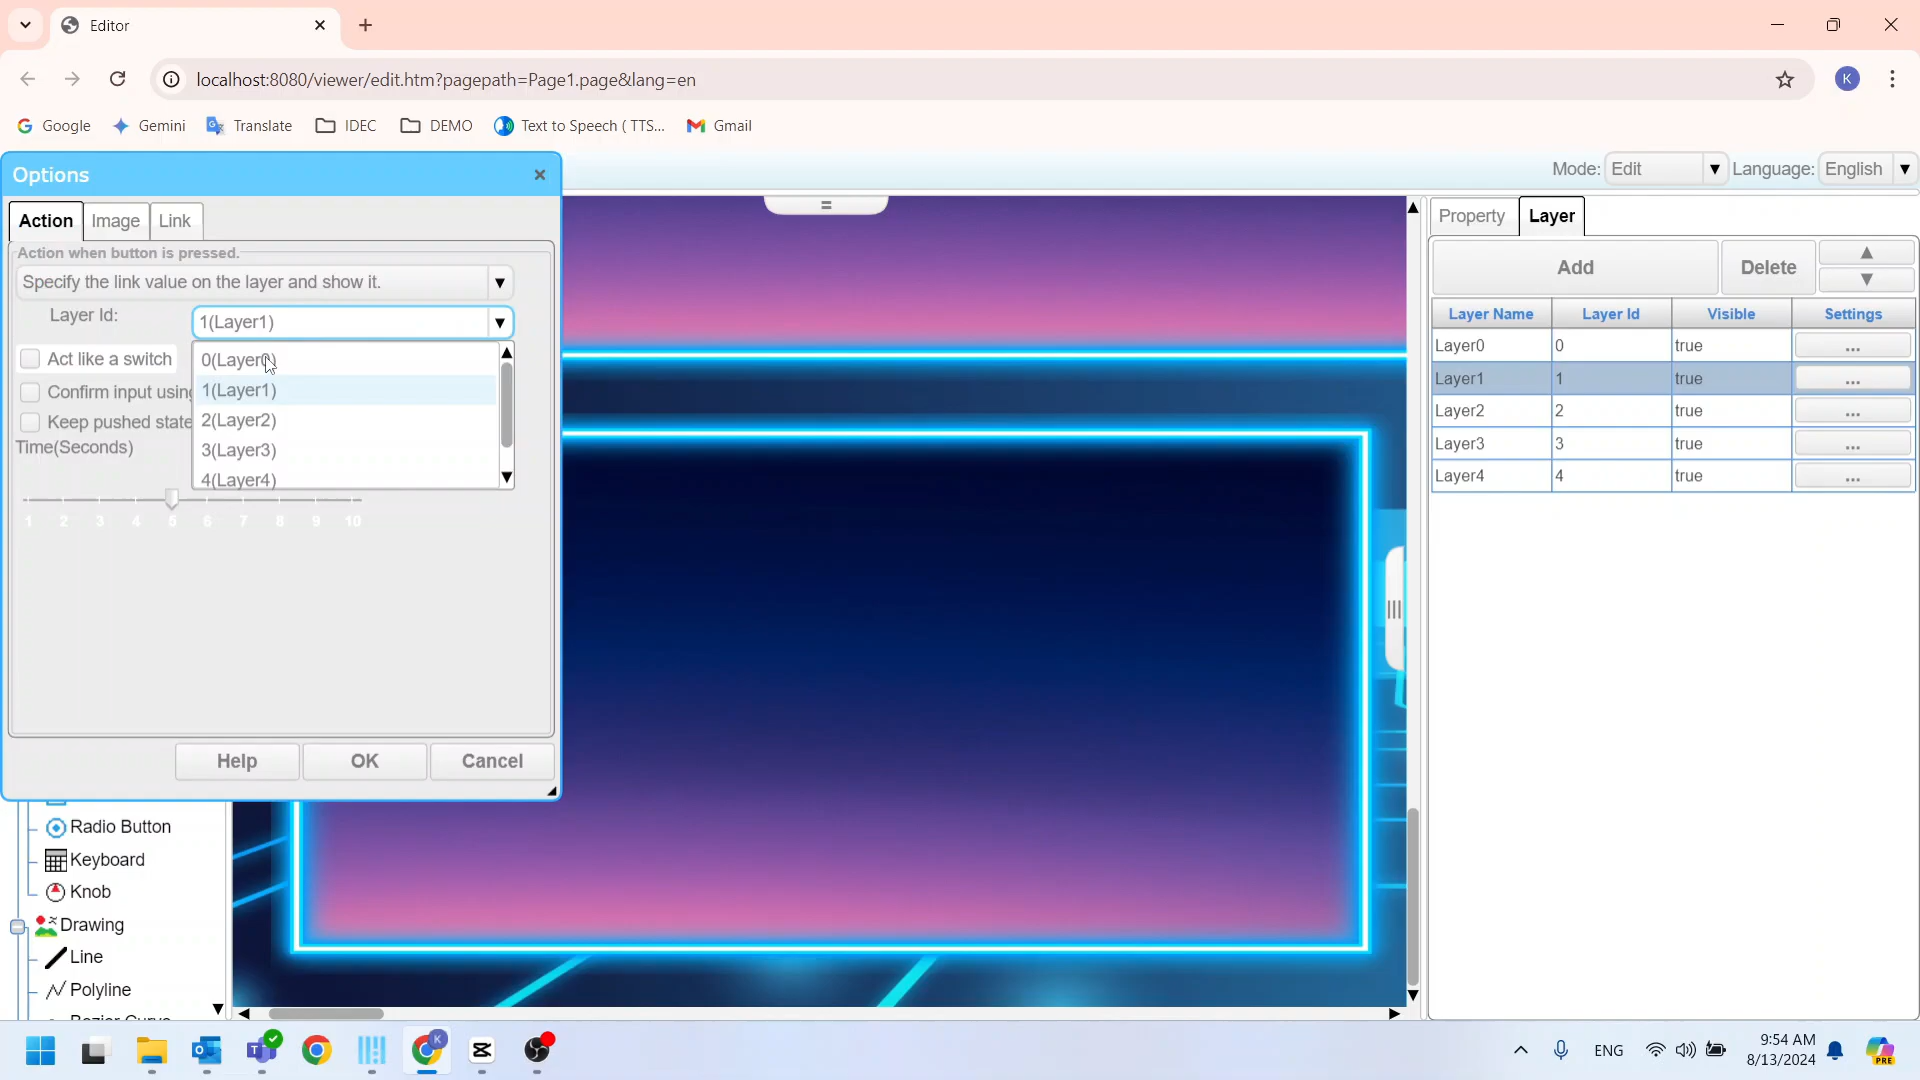 Editor
localhost:8080/viewer/edit.htm?pagepath=Page1.page&lang=en
K
Google
Gemini
Translate
IDEC
DEMO
Text to Speech ( TTS...
Gmail
Options
Mode: Edit Language: English
Action Image Link
Property Layer
Action when button is pressed.
Specify the link value on the layer and show it.
Add Delete
Layer Id: 1(Layer1)
Layer Name Layer Id Visible Settings
Layer0 0 true ...
Layer1 1 true ...
Layer2 2 true ...
Layer3 3 true ...
Layer4 4 true ...
Act like a switch
Confirm input using
Keep pushed state
Time(Seconds)
1(Layer1)
2(Layer2)
3(Layer3)
4(Layer4)
1 2 3 4 5 6 7 8 9 10
Help OK Cancel
Radio Button
Keyboard
Knob
Drawing
Line
Polyline
Bezier Curve
K
ENG
9:54 AM
8/13/2024
PRE